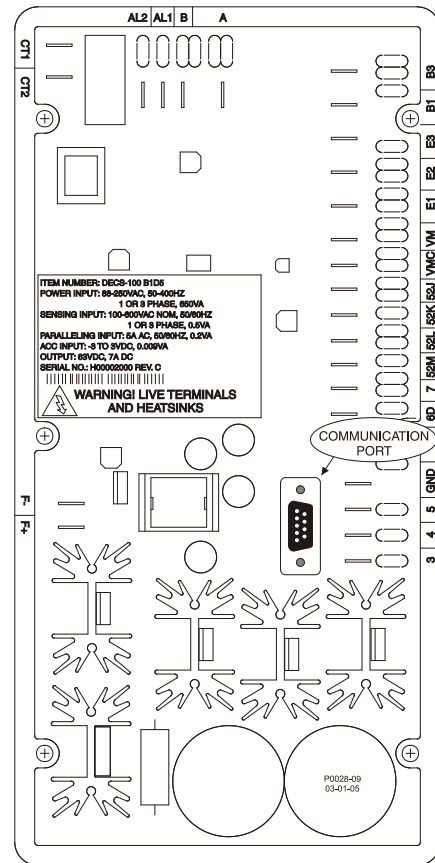 AL2 AL1 B A
CT1
CT2
B3
B1
E3
E2
E1
VM
VMC
52J
52K
52L
52M
7
6D
ITEM NUMBER: DECS-100 B1D5
POWER INPUT: 88-250VAC, 50-400HZ
1 OR 3 PHASE, 650VA
SENSING INPUT: 100-600VAC NOM, 50/60HZ
1 OR 3 PHASE, 0.5VA
PARALLELING INPUT: 5A AC, 50/60HZ, 0.2VA
ACC INPUT: -3 TO 3VDC, 0.009VA
OUTPUT: 63VDC, 7A DC
SERIAL NO.: H00002000 REV. C
WARNING! LIVE TERMINALS
AND HEATSINKS
COMMUNICATION
PORT
GND
5
4
3
F-
F+
P0028-09
03-01-05